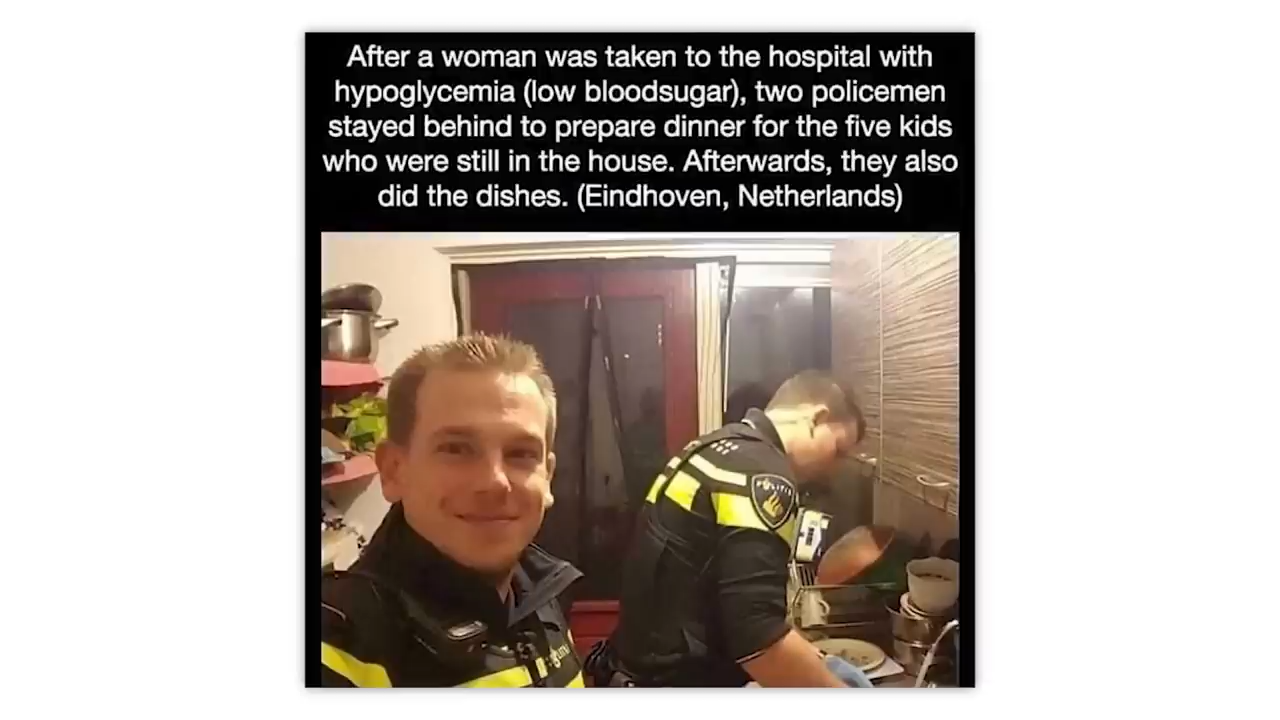 After a woman was taken to the hospital with
hypoglycemia (low bloodsugar), two policemen
stayed behind to prepare dinner for the five kids
who were still in the house. Afterwards, they also
did the dishes. (Eindhoven, Netherlands)
POLITIE